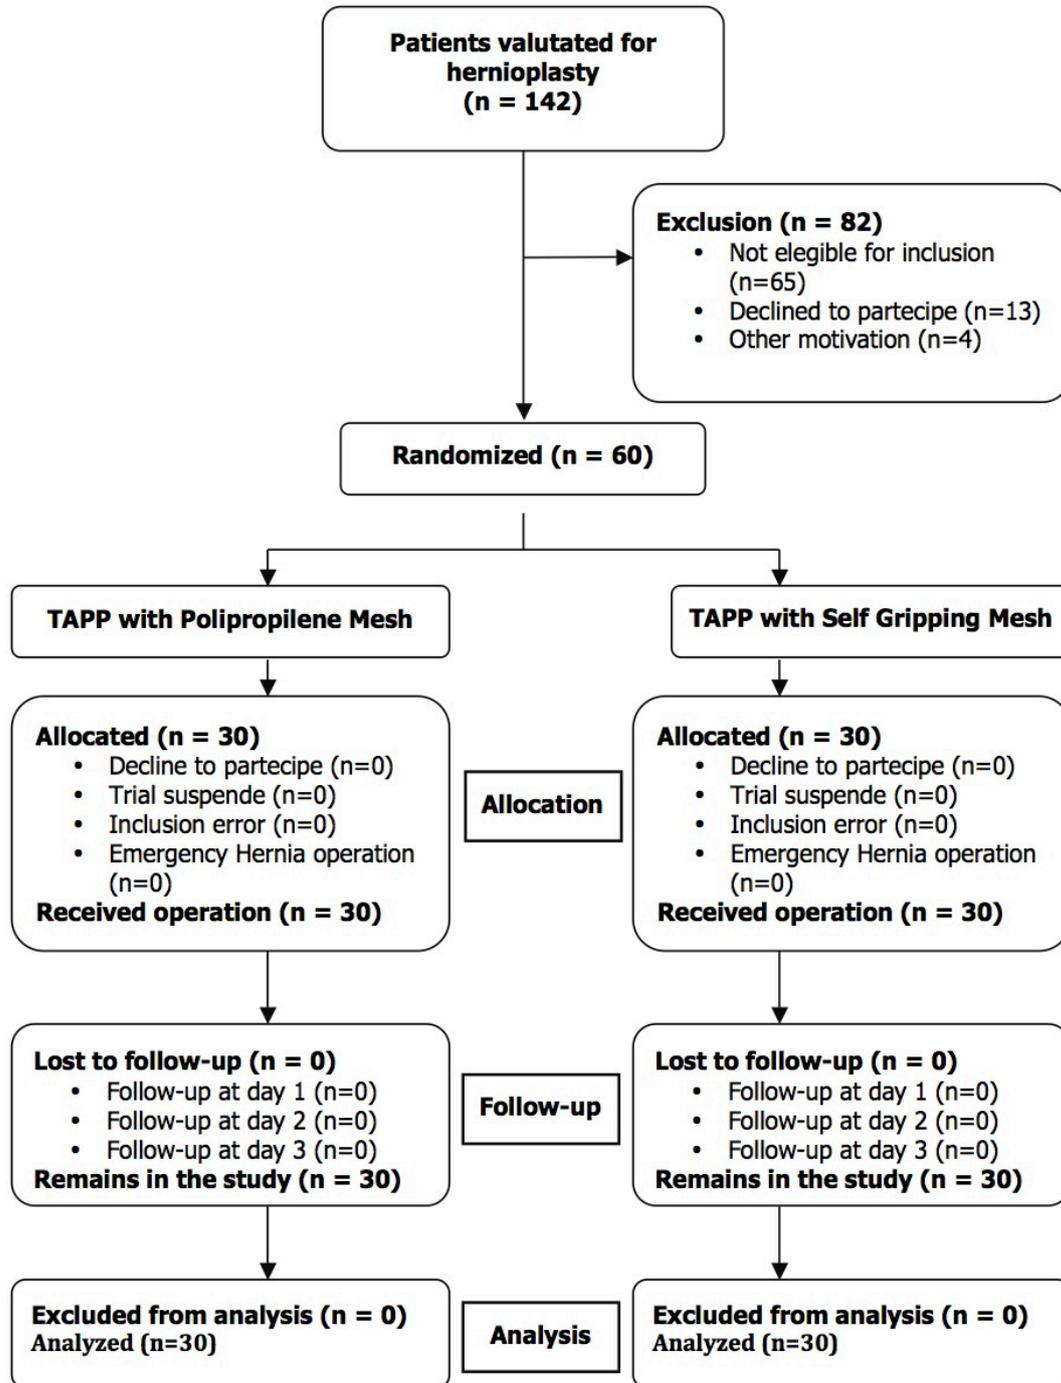 Patients valutated for
hernioplasty
(n = 142)
Exclusion (n = 82)
• Not elegible for inclusion
(n=65)
• Declined to partecipe (n=13)
• Other motivation (n=4)
Randomized (n = 60)
TAPP with Polipropilene Mesh
TAPP with Self Gripping Mesh
Allocated (n = 30)
• Decline to partecipe (n=0)
• Trial suspende (n=0)
• Inclusion error (n=0)
• Emergency Hernia operation
(n=0)
Received operation (n = 30)
Allocation
Allocated (n = 30)
• Decline to partecipe (n=0)
• Trial suspende (n=0)
• Inclusion error (n=0)
• Emergency Hernia operation
(n=0)
Received operation (n = 30)
Lost to follow-up (n = 0)
• Follow-up at day 1 (n=0)
• Follow-up at day 2 (n=0)
• Follow-up at day 3 (n=0)
Remains in the study (n = 30)
Follow-up
Lost to follow-up (n = 0)
• Follow-up at day 1 (n=0)
• Follow-up at day 2 (n=0)
• Follow-up at day 3 (n=0)
Remains in the study (n = 30)
Excluded from analysis (n = 0)
Analyzed (n=30)
Analysis
Excluded from analysis (n = 0)
Analyzed (n=30)